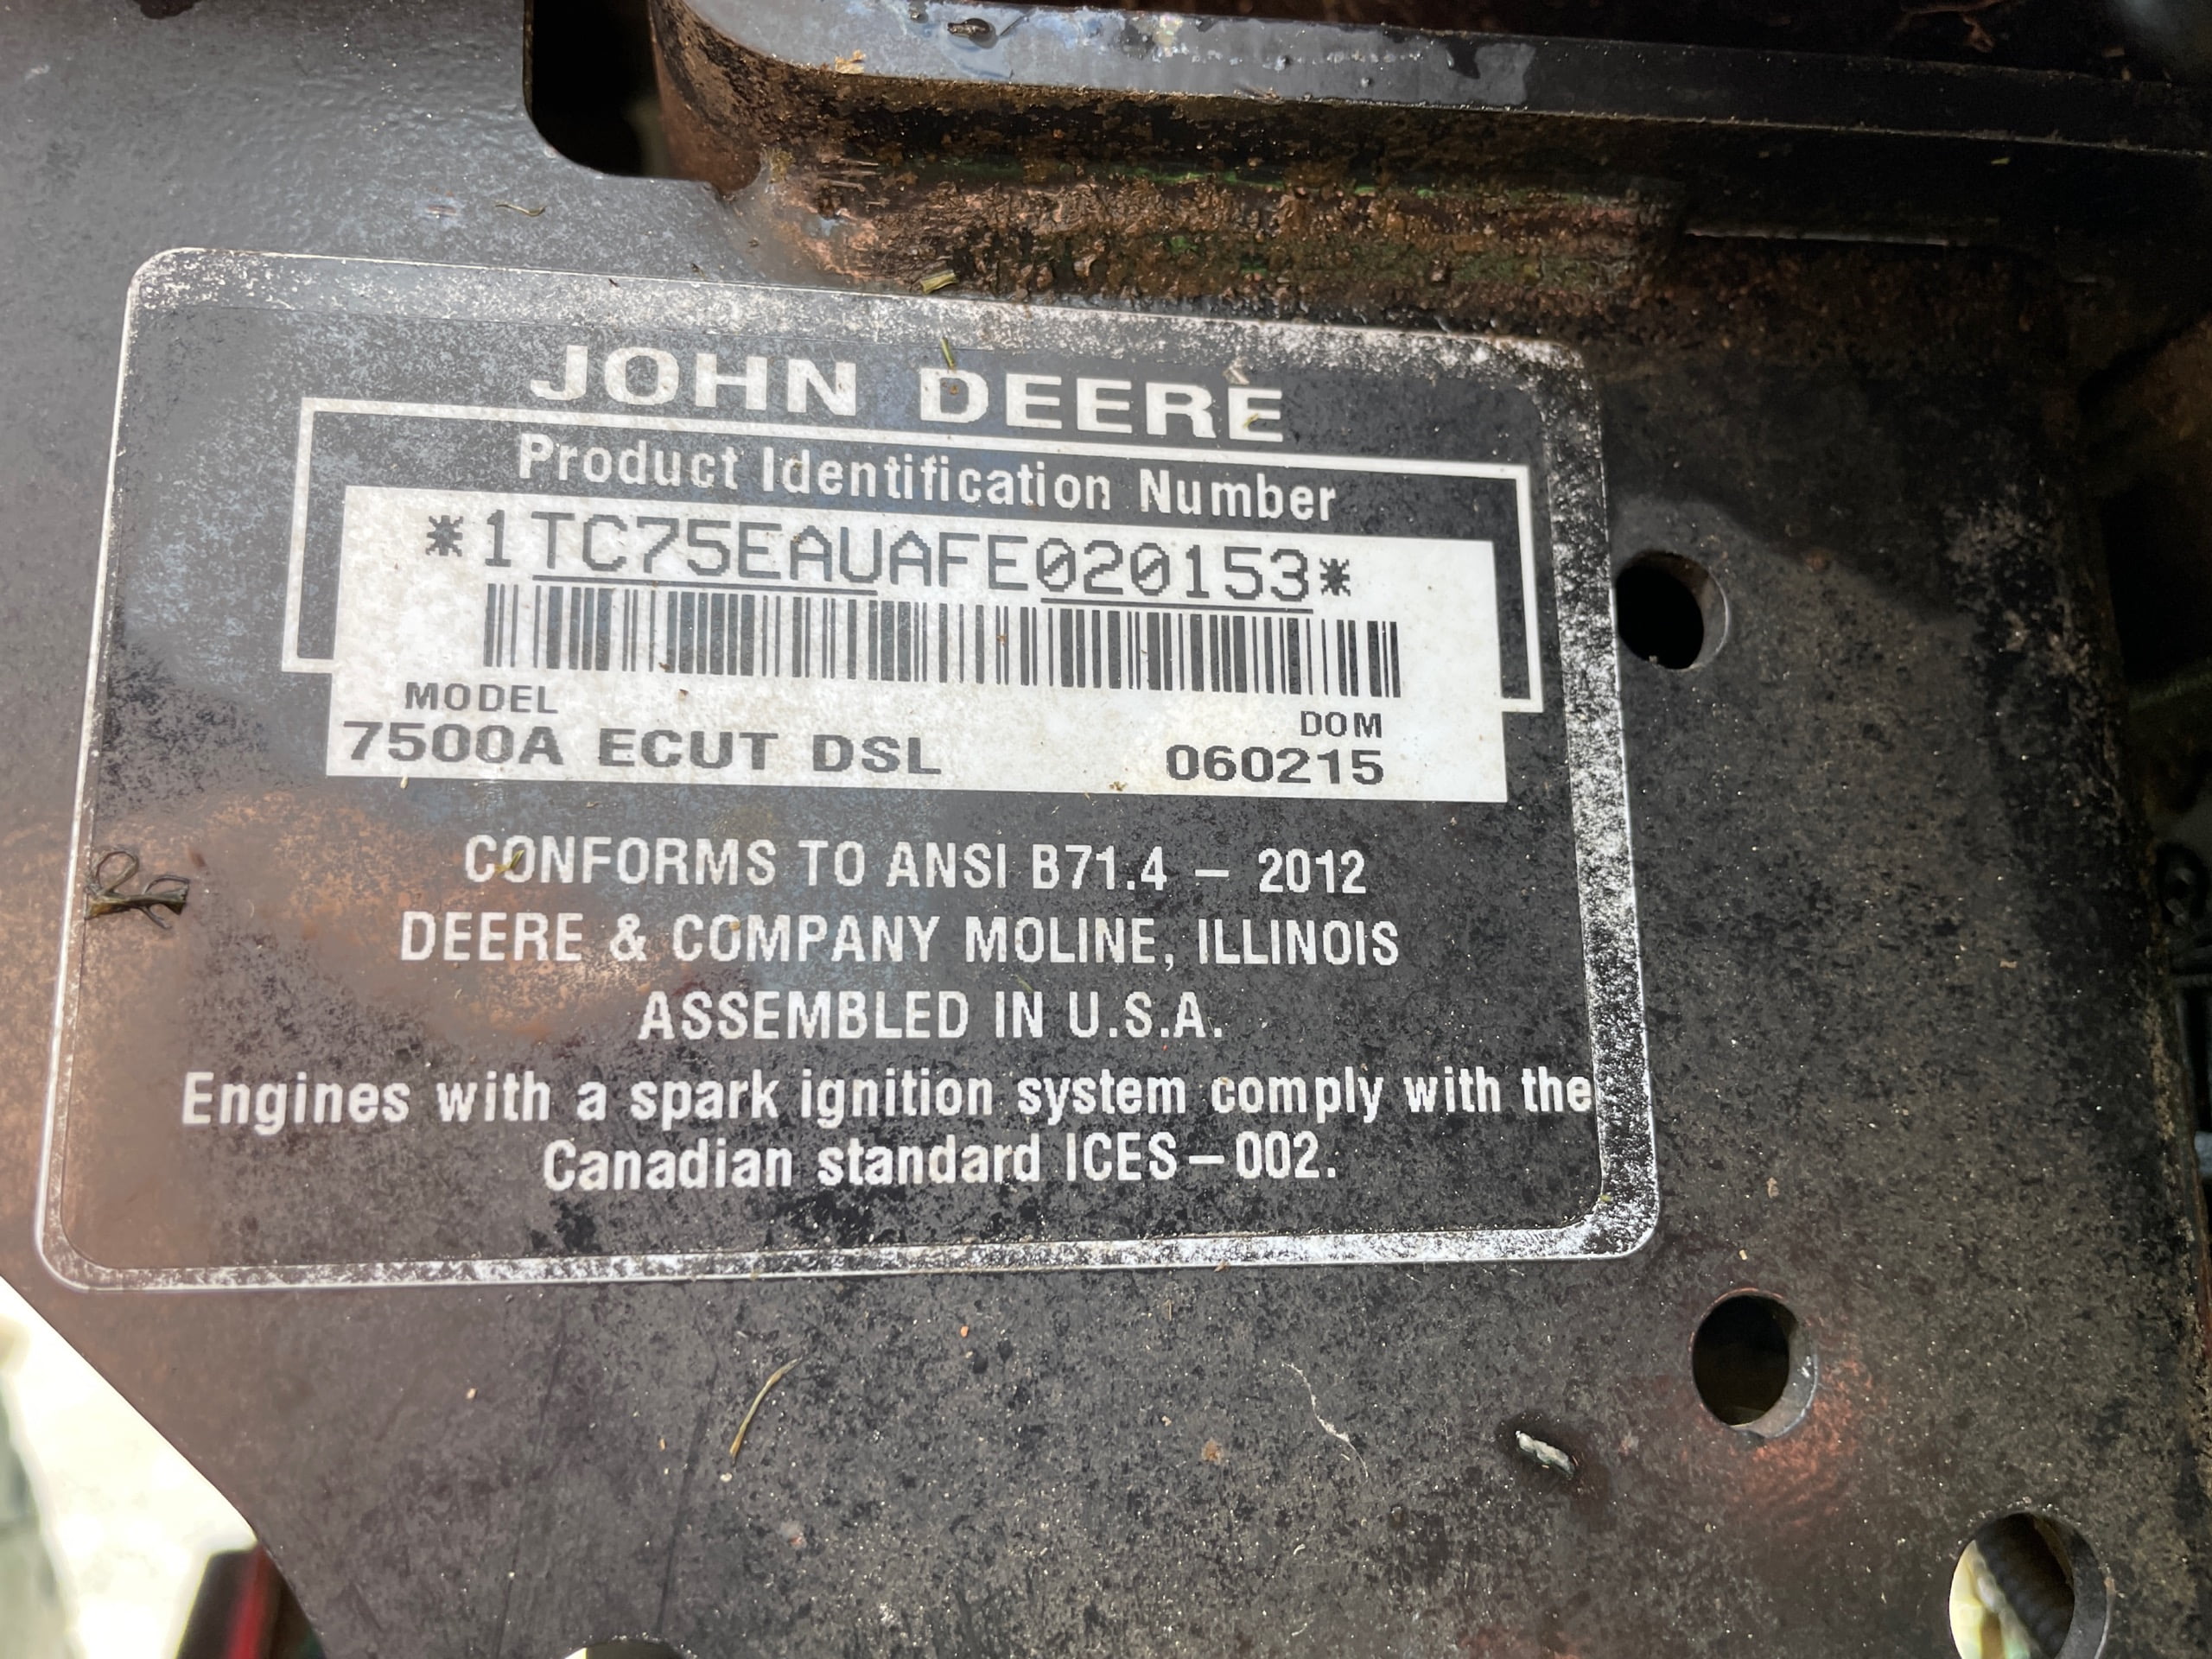 JOHN DEERE
Product Identification Number
*1TC75EAUAFE020153*
MODEL DOM
7500A ECUT DSL 060215
CONFORMS TO ANSI B71.4 – 2012
DEERE & COMPANY MOLINE, ILLINOIS
ASSEMBLED IN U.S.A.
Engines with a spark ignition system comply with the
Canadian standard ICES–002.